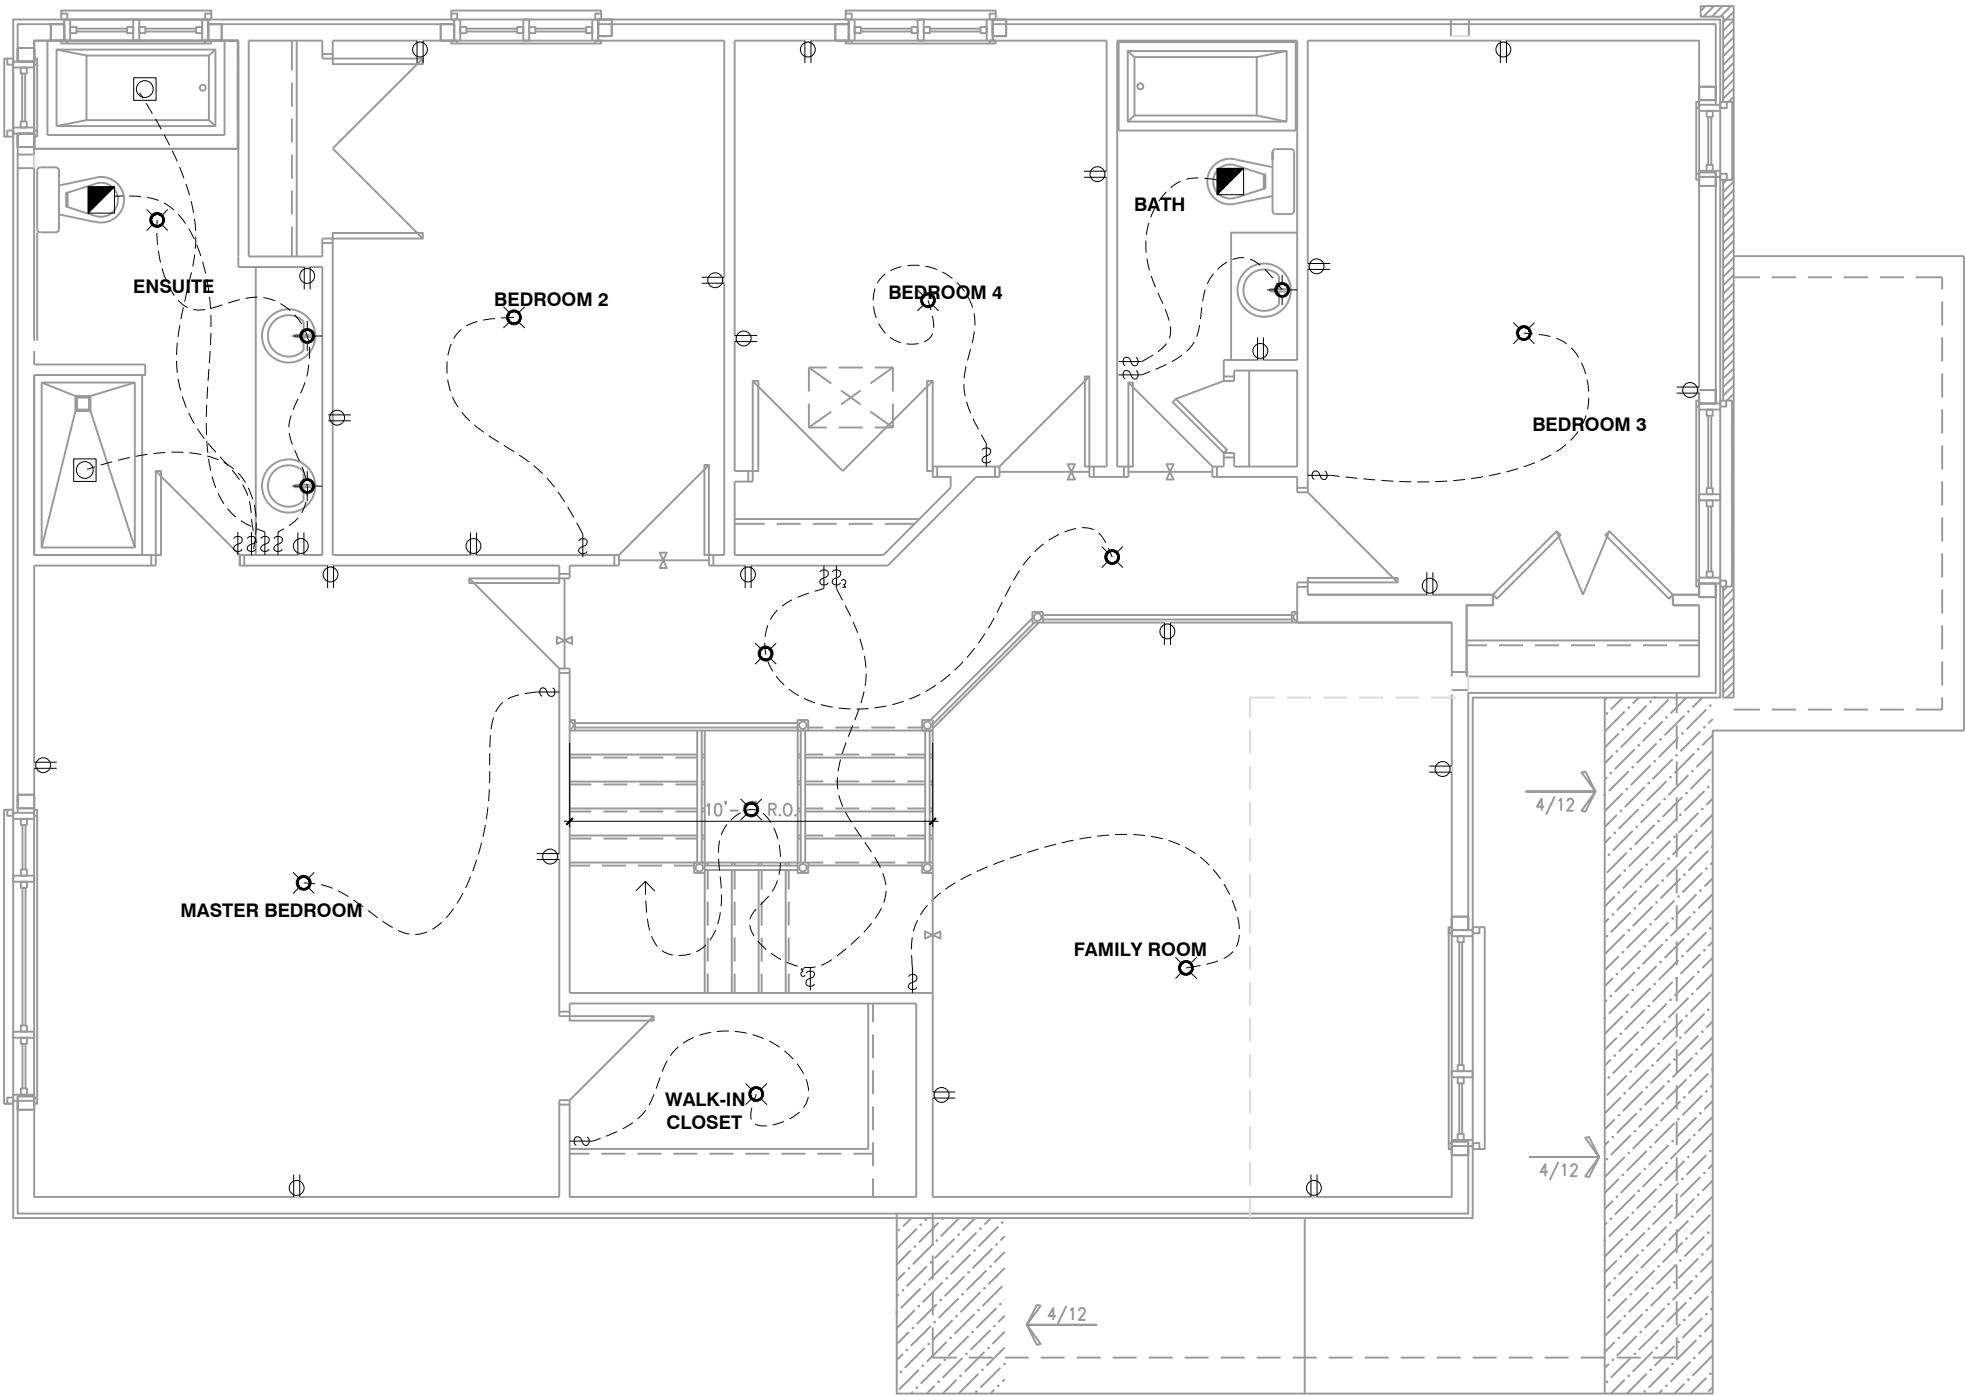 BATH
ENSUITE
BEDROOM 2
BEDROOM 4
BEDROOM 3
10'- R.O.
4/12
MASTER BEDROOM
FAMILY ROOM
WALK-IN
CLOSET
4/12
4/12